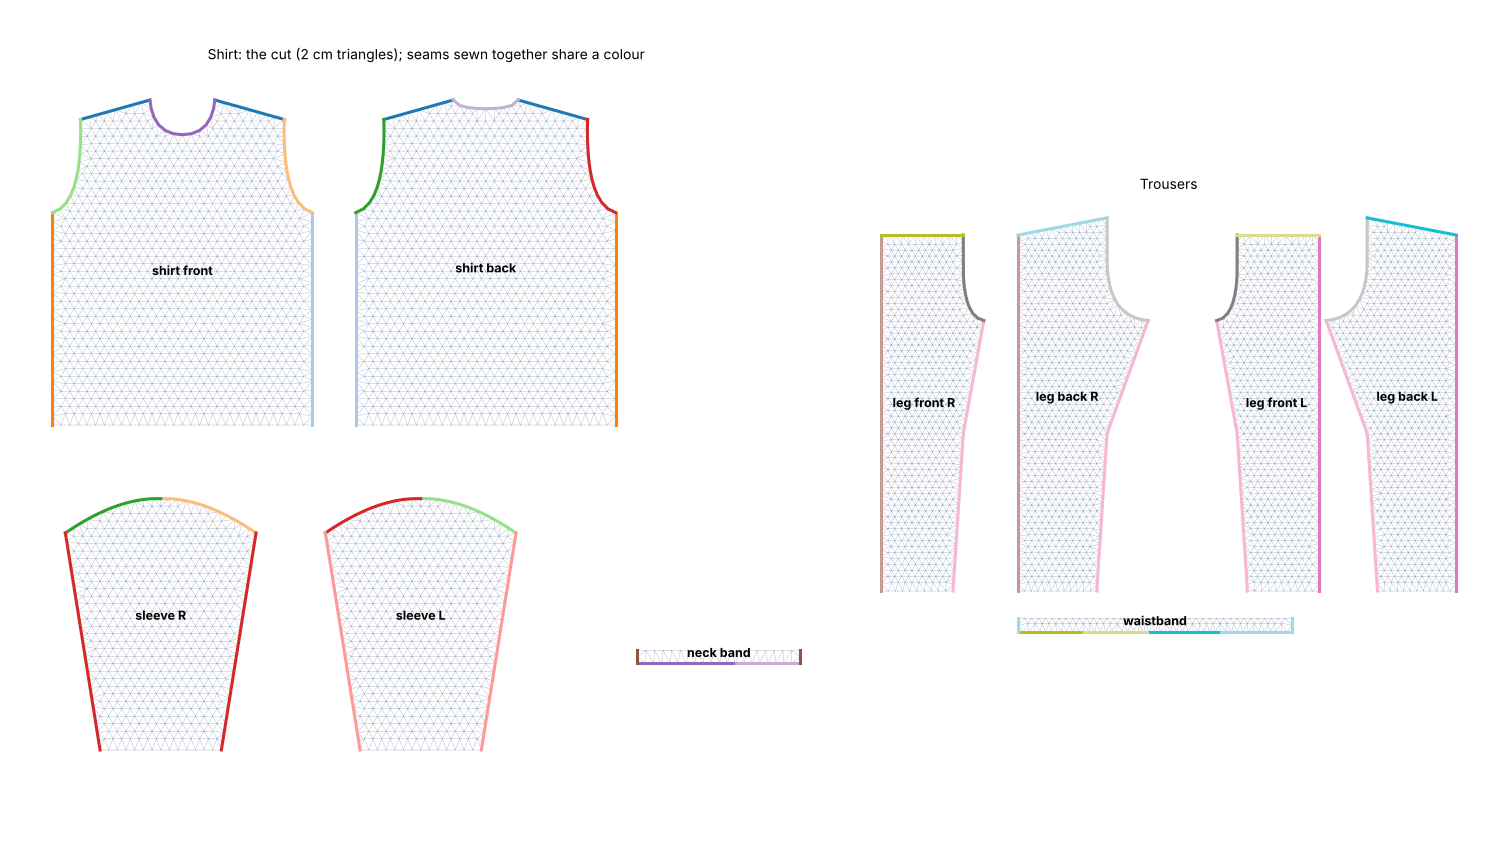 Shirt: the cut (2 cm triangles); seams sewn together share a colour
shirt front
shirt back
sleeve R
sleeve L
neck band
Trousers
leg front R
leg back R
leg front L
leg back L
waistband